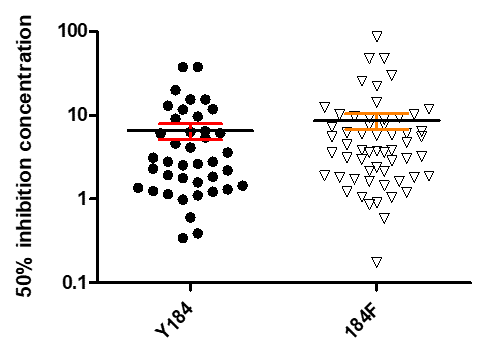 50% inhibition concentration
100
10
1
0.1
Y184
184F